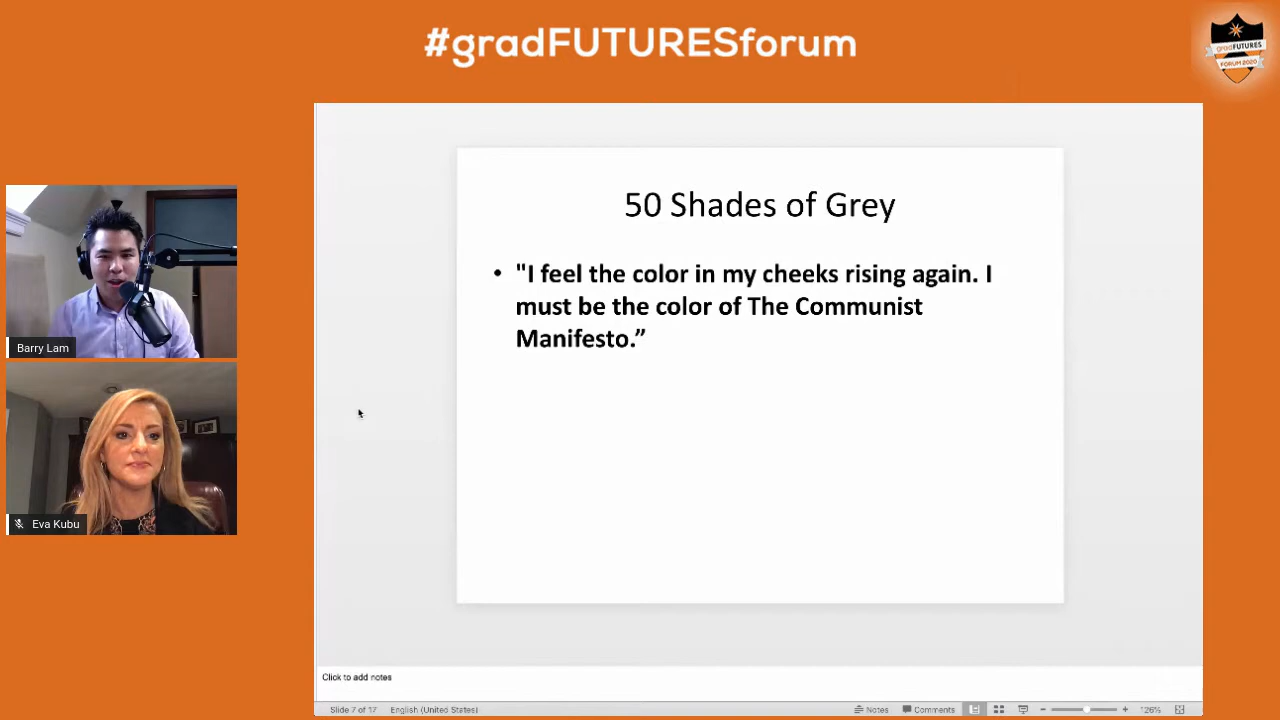 #gradFUTURESforum
gradFUTURES
FORUM 2020
50 Shades of Grey
• "I feel the color in my cheeks rising again. I
must be the color of The Communist
Manifesto.”
Barry Lam
Eva Kubu
Click to add notes
Slide 7 of 17 English (United States) Notes Comments 126%